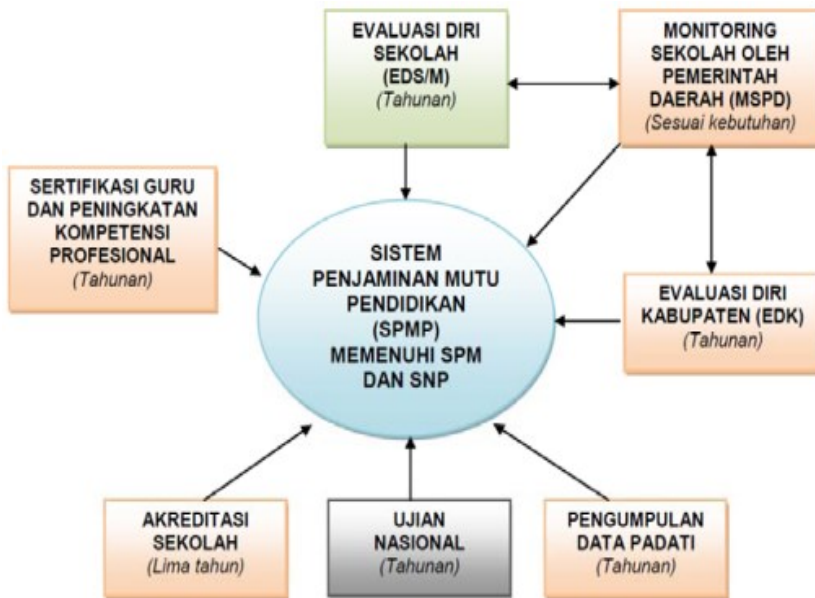 EVALUASI DIRI
SEKOLAH
(EDS/M)
(Tahunan)
MONITORING
SEKOLAH OLEH
PEMERINTAH
DAERAH (MSPD)
(Sesuai kebutuhan)
SERTIFIKASI GURU
DAN PENINGKATAN
KOMPETENSI
PROFESIONAL
(Tahunan)
SISTEM
PENJAMINAN MUTU
PENDIDIKAN
(SPMP)
MEMENUHI SPM
DAN SNP
EVALUASI DIRI
KABUPATEN (EDK)
(Tahunan)
AKREDITASI
SEKOLAH
(Lima tahun)
UJIAN
NASIONAL
(Tahunan)
PENGUMPULAN
DATA PADATI
(Tahunan)